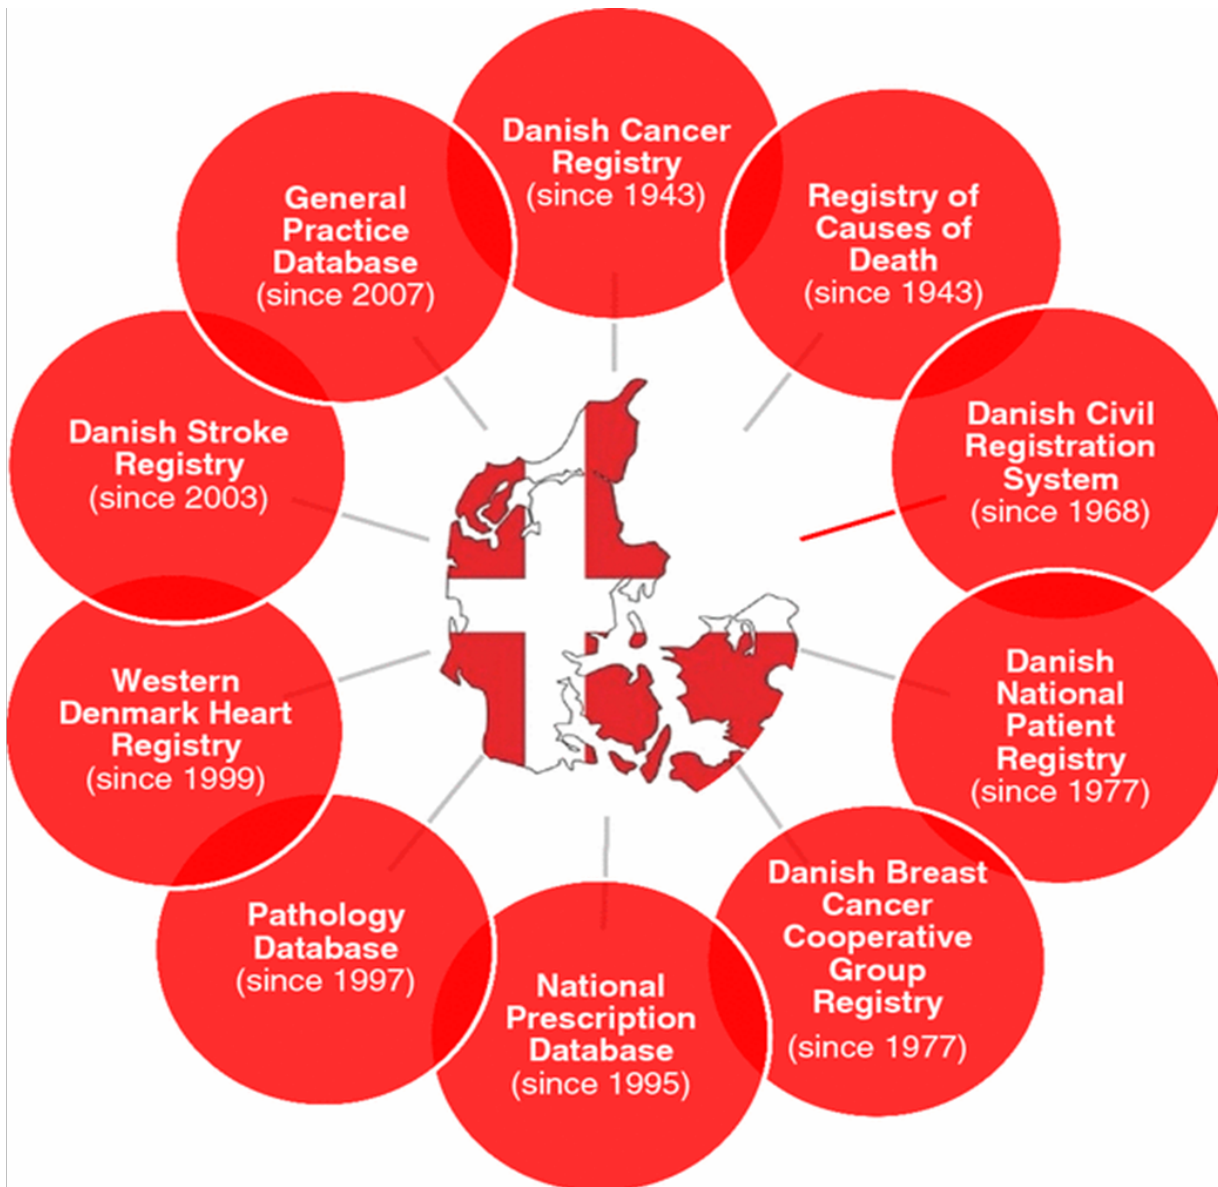 Danish Cancer
Registry
(since 1943)
Registry of
Causes of
Death
(since 1943)
Danish Civil
Registration
System
(since 1968)
Danish
National
Patient
Registry
(since 1977)
Danish Breast
Cancer
Cooperative
Group
Registry
(since 1977)
National
Prescription
Database
(since 1995)
Pathology
Database
(since 1997)
Western
Denmark Heart
Registry
(since 1999)
Danish Stroke
Registry
(since 2003)
General
Practice
Database
(since 2007)